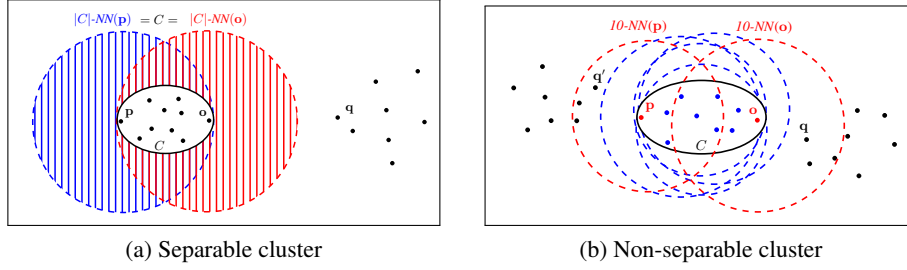 |C|-NN(p) = C = |C|-NN(o)
p
o
q
C
(a) Separable cluster
10-NN(p)
10-NN(o)
q′
p
o
q
C
(b) Non-separable cluster